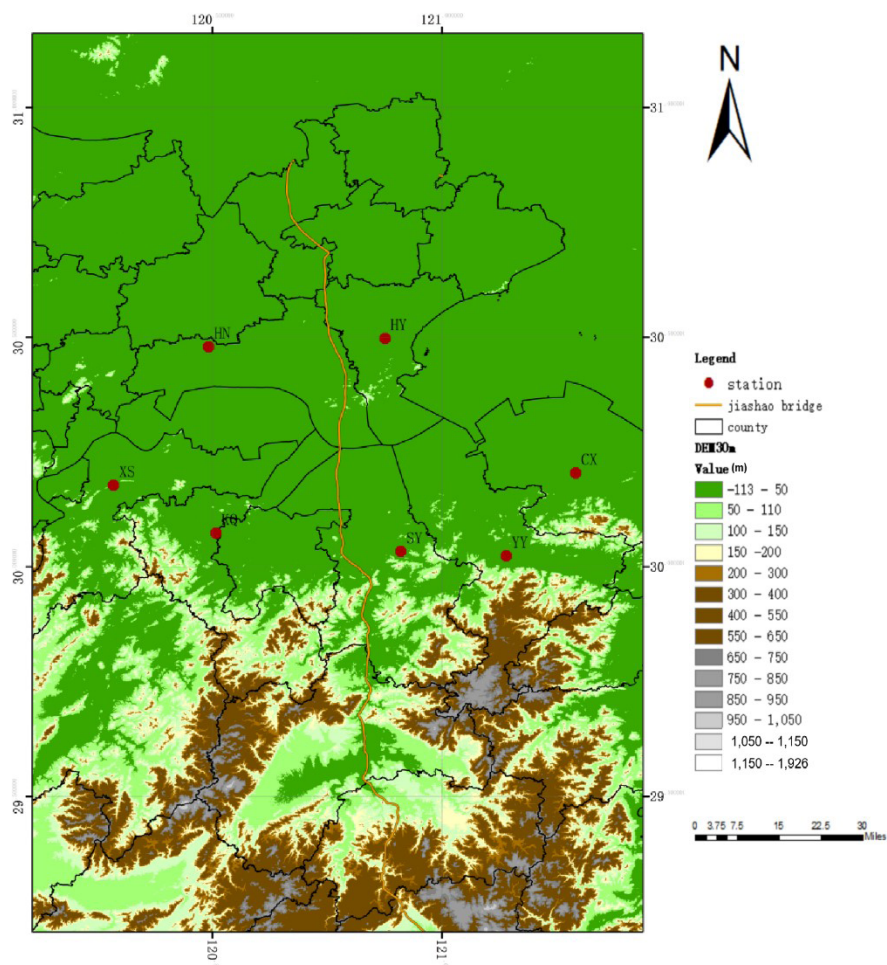 120
121
31
31
N
HN
HY
30
30
Legend
station
jiashao bridge
county
DEM30m
Value (m)
-113 - 50
50 - 110
100 - 150
150 -200
200 - 300
300 - 400
400 - 550
550 - 650
650 - 750
750 - 850
850 - 950
950 - 1,050
1,050 -- 1,150
1,150 -- 1,926
XS
CX
SY
YY
30
30
29
29
0 3.75 7.5 15 22.5 30
Miles
120
121